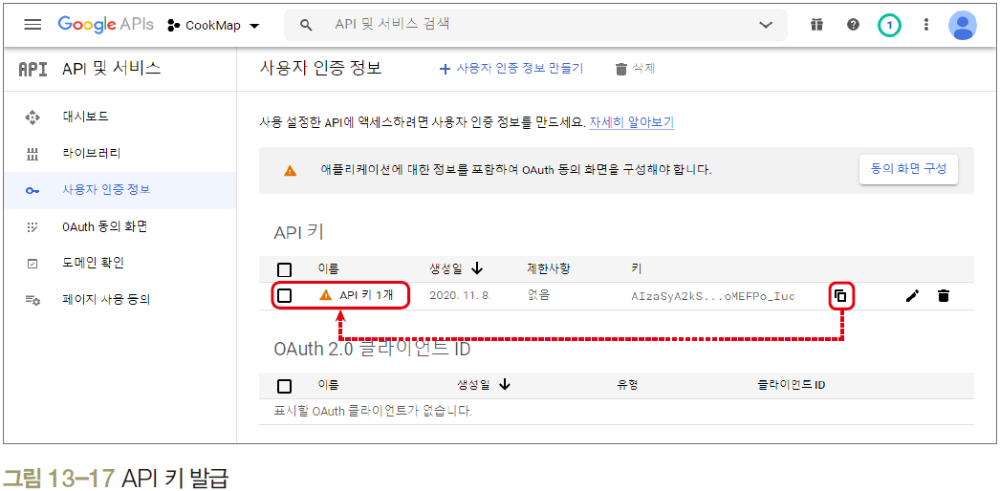 Google APIs CookMap API 및 서비스 검색 1
API API 및 서비스
사용자 인증 정보 사용자 인증 정보 만들기 삭제
대시보드
라이브러리
사용자 인증 정보
OAuth 동의 화면
도메인 확인
페이지 사용 동의
사용 설정한 API에 액세스하려면 사용자 인증 정보를 만드세요. 자세히 알아보기
애플리케이션에 대한 정보를 포함하여 OAuth 동의 화면을 구성해야 합니다. 동의 화면 구성
API 키
이름 생성일 제한사항 키
API 키 1개 2020. 11. 8. 없음 AIzaSyA2kS...oMEFPo_Iuc
OAuth 2.0 클라이언트 ID
이름 생성일 유형 클라이언트 ID
표시할 OAuth 클라이언트가 없습니다.
그림 13-17 API 키 발급